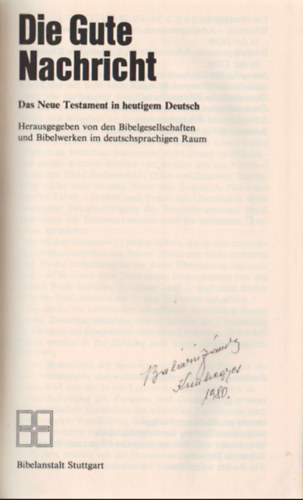 Die Gute
Nachricht
Das Neue Testament in heutigem Deutsch
Herausgegeben von den Bibelgesellschaften
und Bibelwerken im deutschsprachigen Raum
1980.
Bibelanstalt Stuttgart